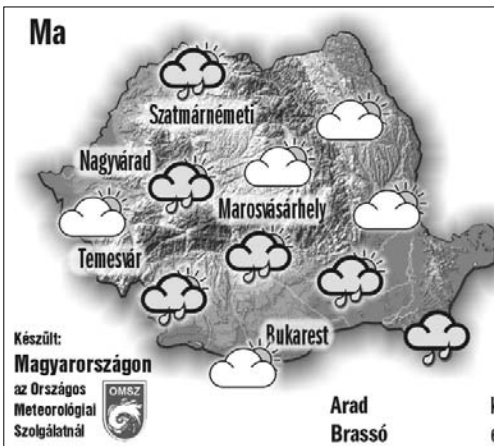 Ma
Szatmárnémeti
Nagyvárad
Marosvásárhely
Temesvár
Bukarest
Készült:
Magyarországon
az Országos
Meteorológiai
Szolgálatnál
OMSZ
Arad
Brassó